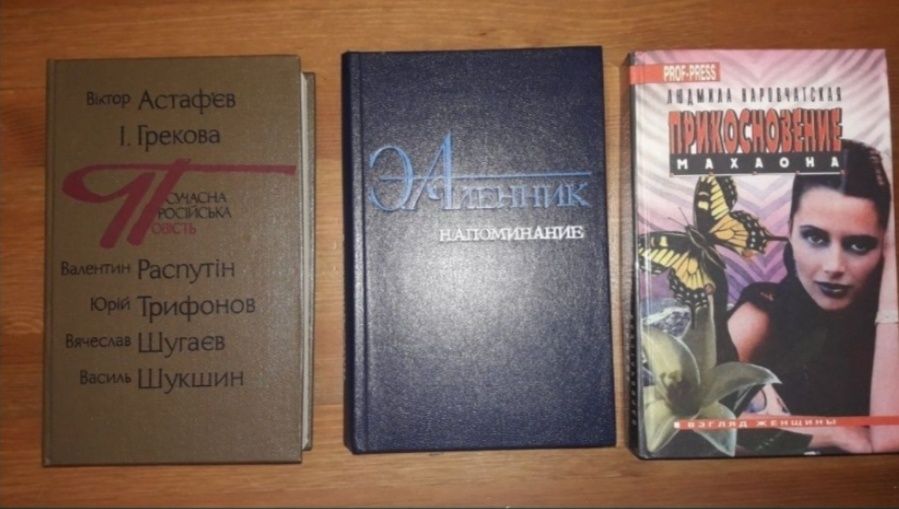 Віктор Астаф'єв
І. Грекова
СУЧАСНА
РОСІЙСЬКА
ПОВІСТЬ
Валентин Распутін
Юрій Трифонов
Вячеслав Шугаєв
Василь Шукшин
Э АЛЕННИК
НАПОМИНАНИЕ
PROF-PRESS
ЛЮДМИЛА НАРОВЧАТСКАЯ
ПРИКОСНОВЕНИЕ
МАХАОНА
ВЗГЛЯД ЖЕНЩИНЫ